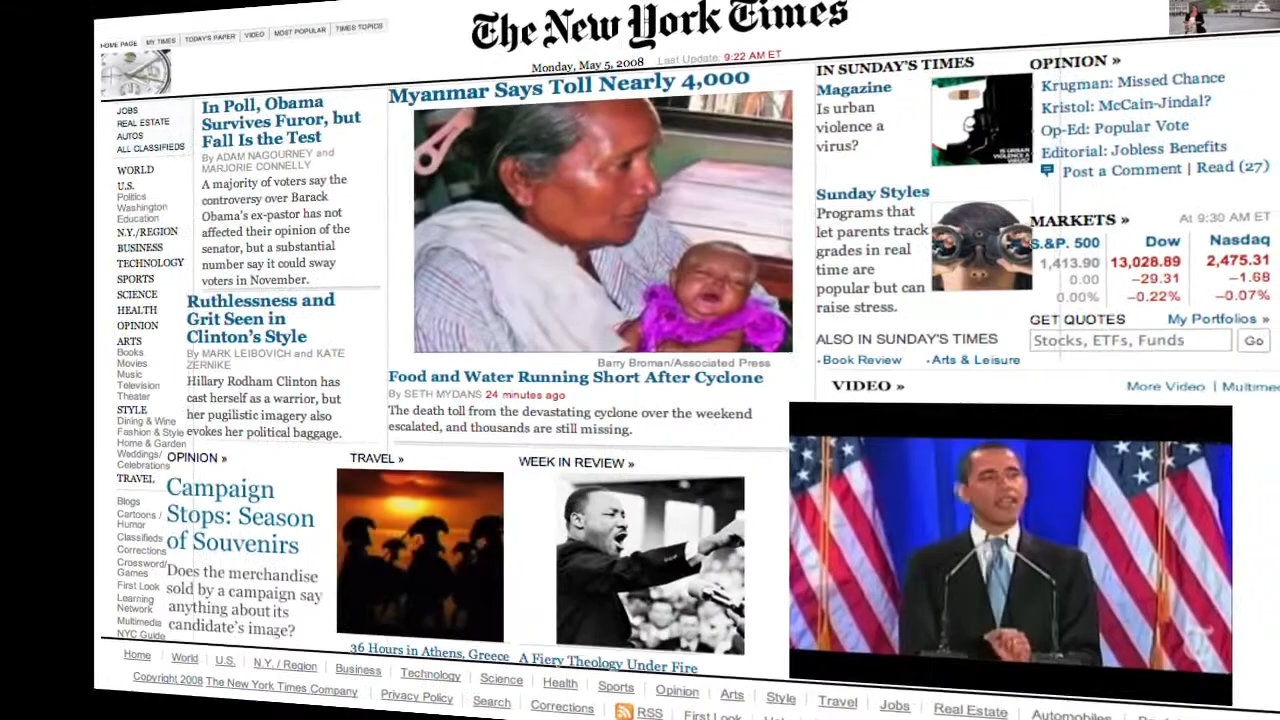 The New York Times
HOME PAGE
MY TIMES
TODAY'S PAPER
VIDEO
MOST POPULAR
TIMES TOPICS
Monday, May 5, 2008
Last Update: 9:22 AM ET
JOBS
REAL ESTATE
AUTOS
ALL CLASSIFIEDS
WORLD
U.S.
Politics
Washington
Education
N.Y./REGION
BUSINESS
TECHNOLOGY
SPORTS
SCIENCE
HEALTH
OPINION
ARTS
Books
Movies
Music
Television
Theater
STYLE
Dining & Wine
Fashion & Style
Home & Garden
Weddings/
Celebrations
TRAVEL
Blogs
Cartoons /
Humor
Classifieds
Corrections
Crossword/
Games
First Look
Learning
Network
Multimedia
NYC Guide
In Poll, Obama
Survives Furor, but
Fall Is the Test
By ADAM NAGOURNEY and
MARJORIE CONNELLY
A majority of voters say the
controversy over Barack
Obama's ex-pastor has not
affected their opinion of the
senator, but a substantial
number say it could sway
voters in November.
Ruthlessness and
Grit Seen in
Clinton's Style
By MARK LEIBOVICH and KATE
ZERNIKE
Hillary Rodham Clinton has
cast herself as a warrior, but
her pugilistic imagery also
evokes her political baggage.
Myanmar Says Toll Nearly 4,000
Barry Broman/Associated Press
Food and Water Running Short After Cyclone
By SETH MYDANS 24 minutes ago
The death toll from the devastating cyclone over the weekend
escalated, and thousands are still missing.
IN SUNDAY'S TIMES
Magazine
Is urban
violence a
virus?
IS URBAN
VIOLENCE A
VIRUS?
Sunday Styles
Programs that
let parents track
grades in real
time are
popular but can
raise stress.
ALSO IN SUNDAY'S TIMES
• Book Review
• Arts & Leisure
OPINION »
Krugman: Missed Chance
Kristol: McCain-Jindal?
Op-Ed: Popular Vote
Editorial: Jobless Benefits
Post a Comment | Read (27)
MARKETS »
At 9:30 AM ET
S.&P. 500
Dow
Nasdaq
1,413.90
13,028.89
2,475.31
0.00
−29.31
−1.68
0.00%
−0.22%
−0.07%
GET QUOTES
My Portfolios »
Stocks, ETFs, Funds
Go
VIDEO »
More Video | Multime
OPINION »
Campaign
Stops: Season
of Souvenirs
Does the merchandise
sold by a campaign say
anything about its
candidate's image?
TRAVEL »
36 Hours in Athens, Greece
WEEK IN REVIEW »
A Fiery Theology Under Fire
Home
World
U.S.
N.Y. / Region
Business
Technology
Science
Health
Sports
Opinion
Arts
Style
Travel
Jobs
Real Estate
Automobiles
Copyright 2008 The New York Times Company
Privacy Policy
Search
Corrections
RSS
First Look